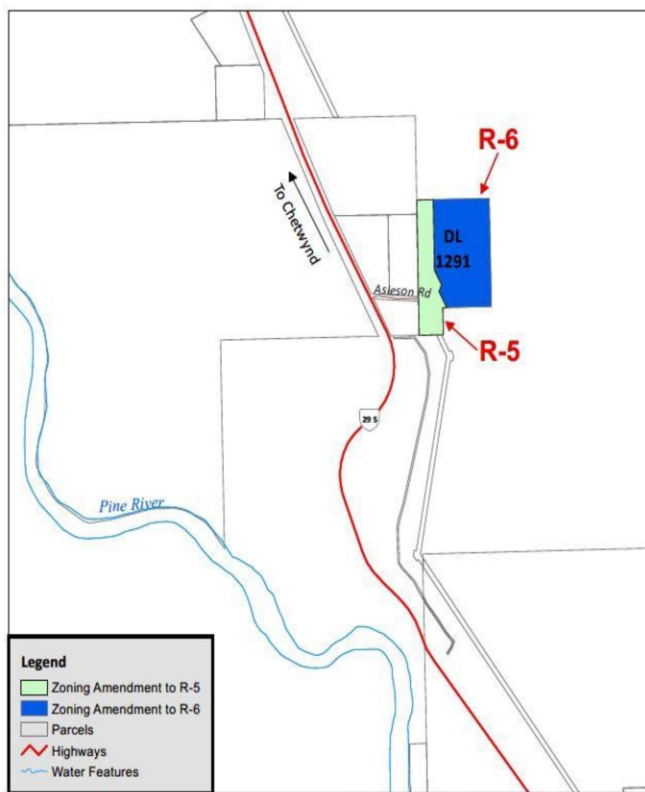 R-6
To Chetwynd
DL
1291
Asleson Rd
R-5
29 S
Pine River
Legend
Zoning Amendment to R-5
Zoning Amendment to R-6
Parcels
Highways
Water Features